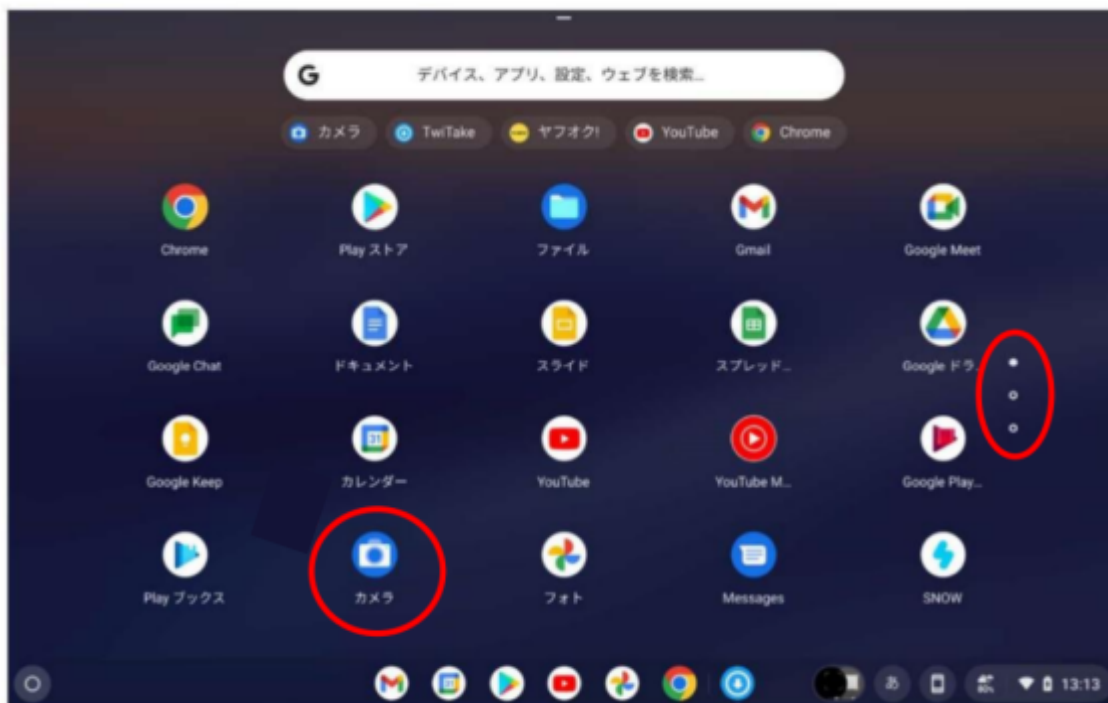 デバイス、アプリ、設定、ウェブを検索...
カメラ TwiTake ヤフオク! YouTube Chrome
Chrome Play ストア ファイル Gmail Google Meet
Google Chat ドキュメント スライド スプレッド... Google ドラ...
Google Keep カレンダー YouTube YouTube M... Google Play...
Play ブックス カメラ フォト Messages SNOW
あ 80% 13:13